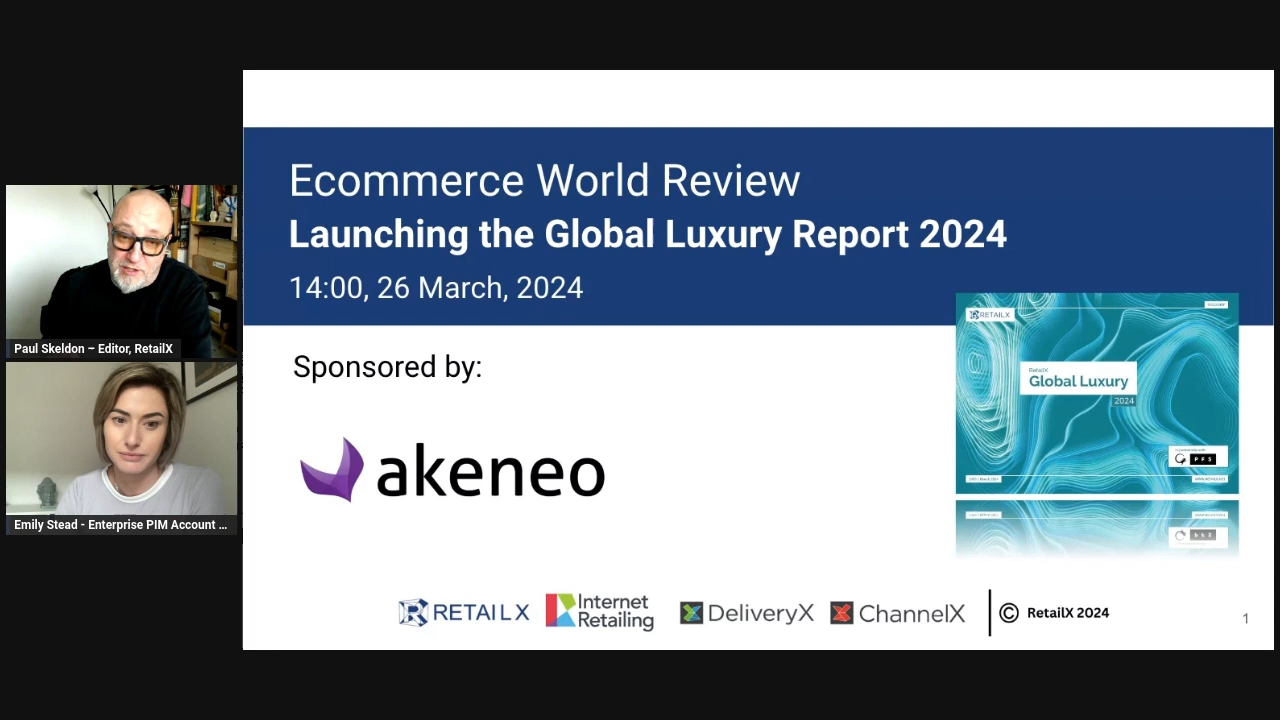 Ecommerce World Review
Launching the Global Luxury Report 2024
14:00, 26 March, 2024
Sponsored by:
akeneo
RETAILX
RetailX
Global Luxury
2024
PFS
Paul Skeldon – Editor, RetailX
Emily Stead - Enterprise PIM Account ...
RETAIL X
Internet
Retailing
DeliveryX
ChannelX
© RetailX 2024
1